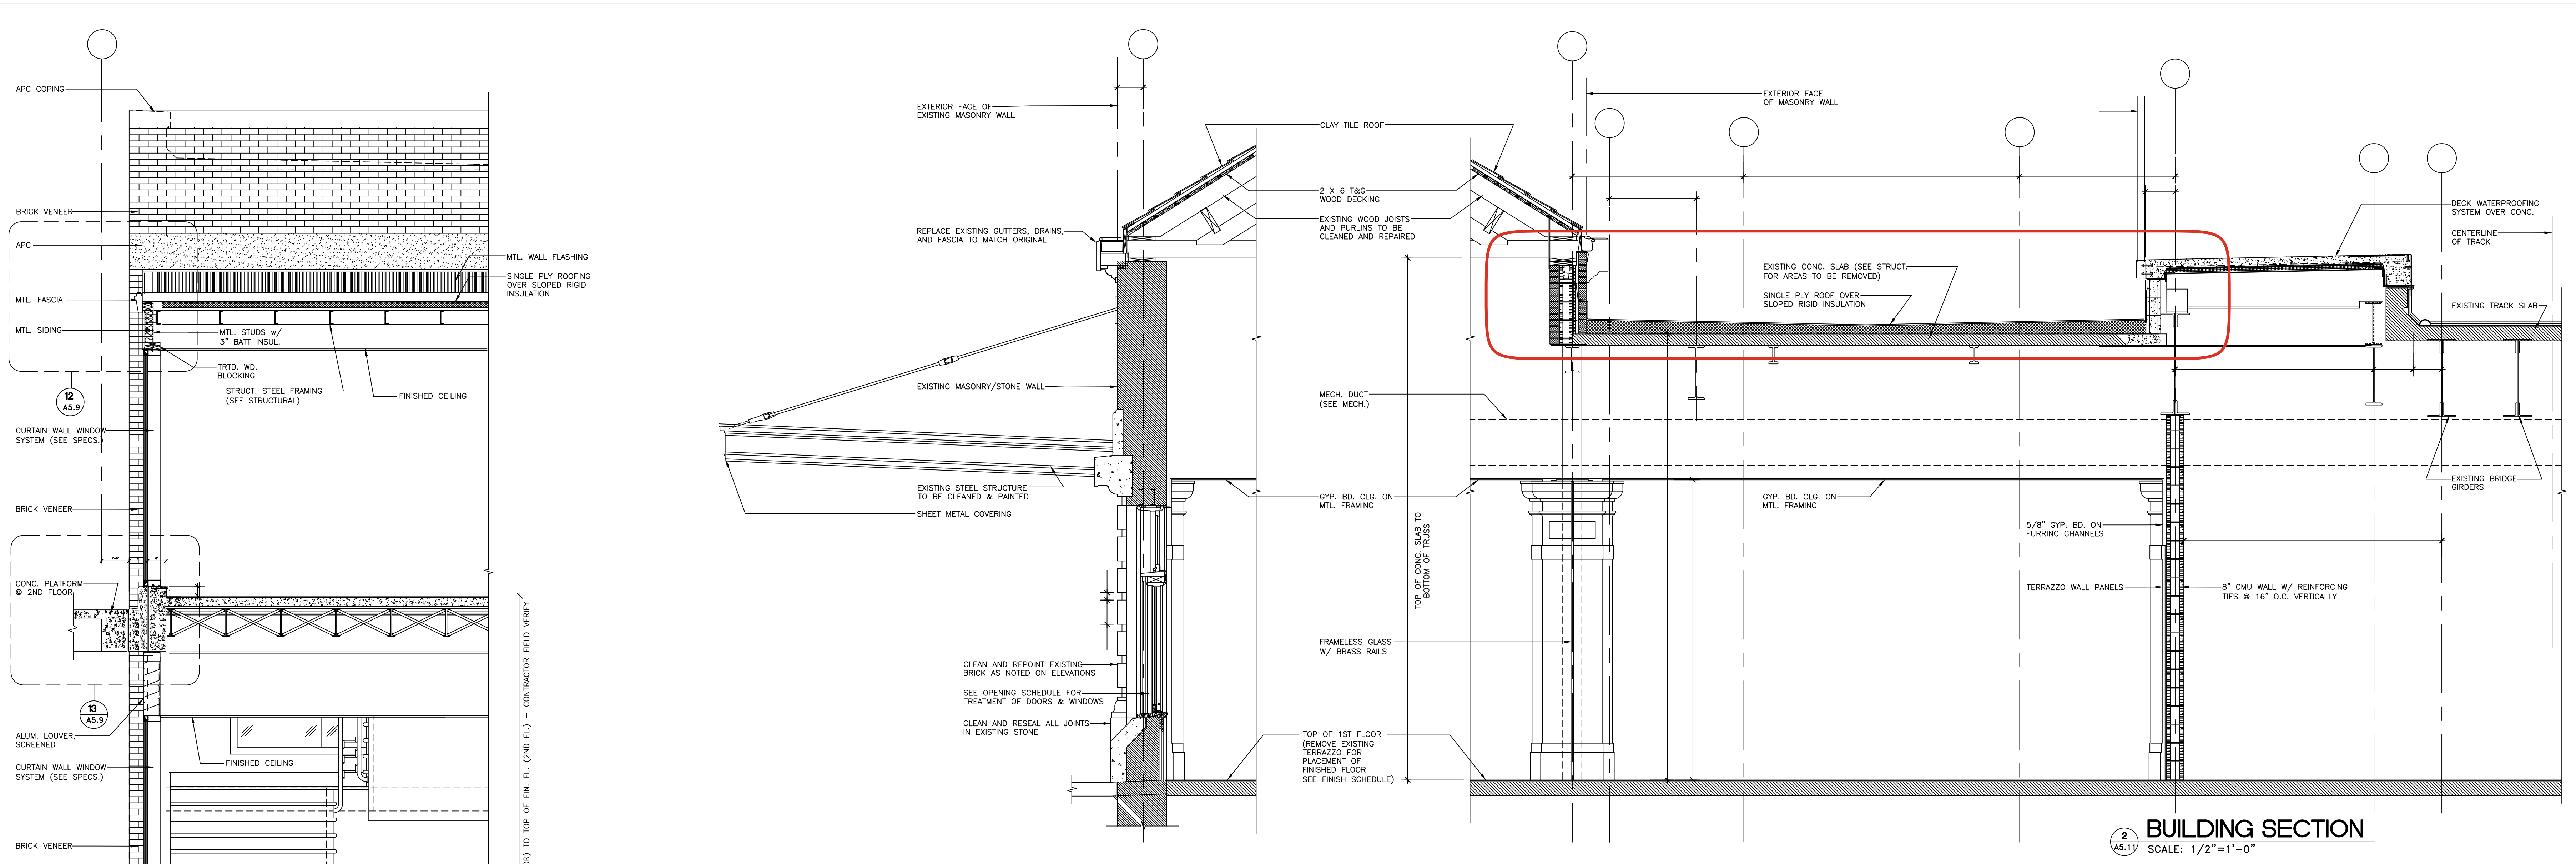 APC COPING
BRICK VENEER
APC
MTL. FASCIA
MTL. SIDING
MTL. WALL FLASHING
SINGLE PLY ROOFING
OVER SLOPED RIGID
INSULATION
MTL. STUDS w/
3" BATT INSUL.
TRTD. WD.
BLOCKING
STRUCT. STEEL FRAMING
(SEE STRUCTURAL)
FINISHED CEILING
12
A5.9
CURTAIN WALL WINDOW
SYSTEM (SEE SPECS.)
BRICK VENEER
CONC. PLATFORM
@ 2ND FLOOR
13
A5.9
ALUM. LOUVER,
SCREENED
CURTAIN WALL WINDOW
SYSTEM (SEE SPECS.)
FINISHED CEILING
BRICK VENEER
TO TOP OF FIN. FL. (2ND FL.) - CONTRACTOR FIELD VERIFY
EXTERIOR FACE OF
EXISTING MASONRY WALL
REPLACE EXISTING GUTTERS, DRAINS,
AND FASCIA TO MATCH ORIGINAL
EXISTING MASONRY/STONE WALL
EXISTING STEEL STRUCTURE
TO BE CLEANED & PAINTED
SHEET METAL COVERING
CLEAN AND REPOINT EXISTING
BRICK AS NOTED ON ELEVATIONS
SEE OPENING SCHEDULE FOR
TREATMENT OF DOORS & WINDOWS
CLEAN AND RESEAL ALL JOINTS
IN EXISTING STONE
CLAY TILE ROOF
2 X 6 T&G
WOOD DECKING
EXISTING WOOD JOISTS
AND PURLINS TO BE
CLEANED AND REPAIRED
MECH. DUCT
(SEE MECH.)
GYP. BD. CLG. ON
MTL. FRAMING
TOP OF CONC. SLAB TO
BOTTOM OF TRUSS
FRAMELESS GLASS
W/ BRASS RAILS
TOP OF 1ST FLOOR
(REMOVE EXISTING
TERRAZZO FOR
PLACEMENT OF
FINISHED FLOOR
SEE FINISH SCHEDULE)
EXTERIOR FACE
OF MASONRY WALL
EXISTING CONC. SLAB (SEE STRUCT.
FOR AREAS TO BE REMOVED)
SINGLE PLY ROOF OVER
SLOPED RIGID INSULATION
GYP. BD. CLG. ON
MTL. FRAMING
5/8" GYP. BD. ON
FURRING CHANNELS
TERRAZZO WALL PANELS
8" CMU WALL W/ REINFORCING
TIES @ 16" O.C. VERTICALLY
DECK WATERPROOFING
SYSTEM OVER CONC.
CENTERLINE
OF TRACK
EXISTING TRACK SLAB
EXISTING BRIDGE
GIRDERS
2
A5.11
BUILDING SECTION
SCALE: 1/2"=1'-0"